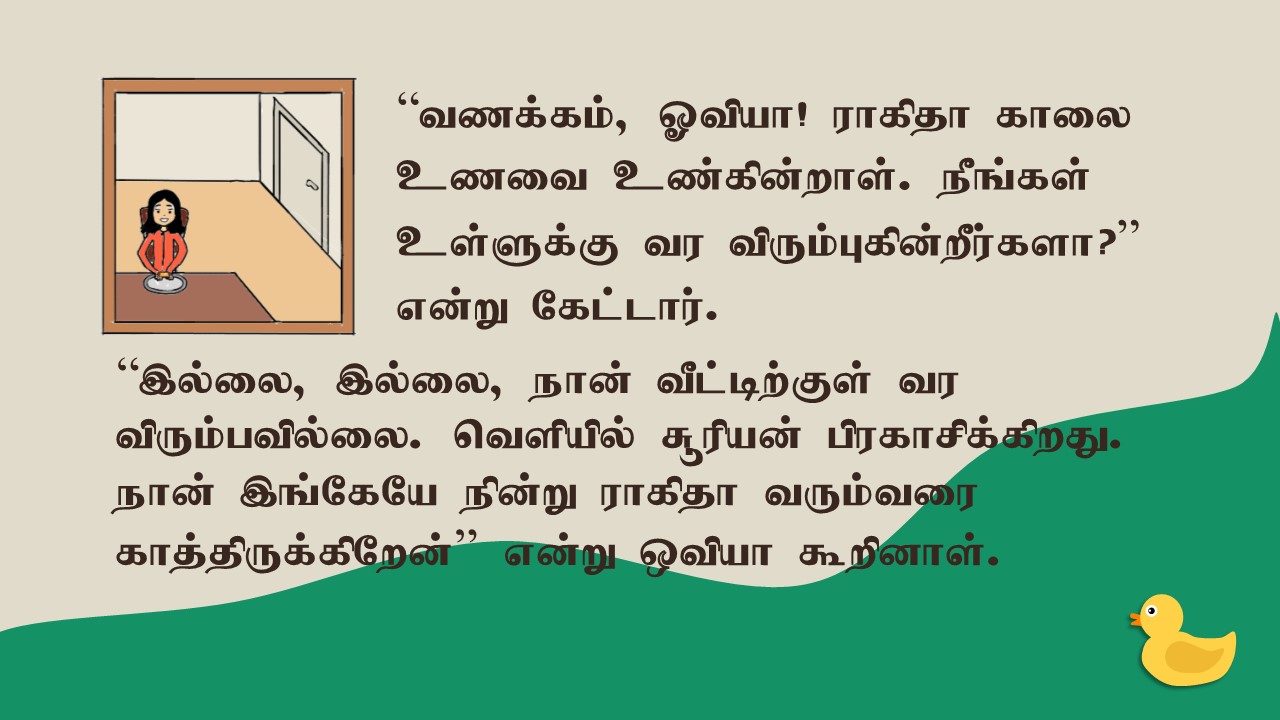 “வணக்கம், ஓவியா! ராகிதா காலை
உணவை உண்கின்றாள். நீங்கள்
உள்ளுக்கு வர விரும்புகின்றீர்களா?”
என்று கேட்டார்.
“இல்லை, இல்லை, நான் வீட்டிற்குள் வர
விரும்பவில்லை. வெளியில் சூரியன் பிரகாசிக்கிறது.
நான் இங்கேயே நின்று ராகிதா வரும்வரை
காத்திருக்கிறேன்” என்று ஒவியா கூறினாள்.